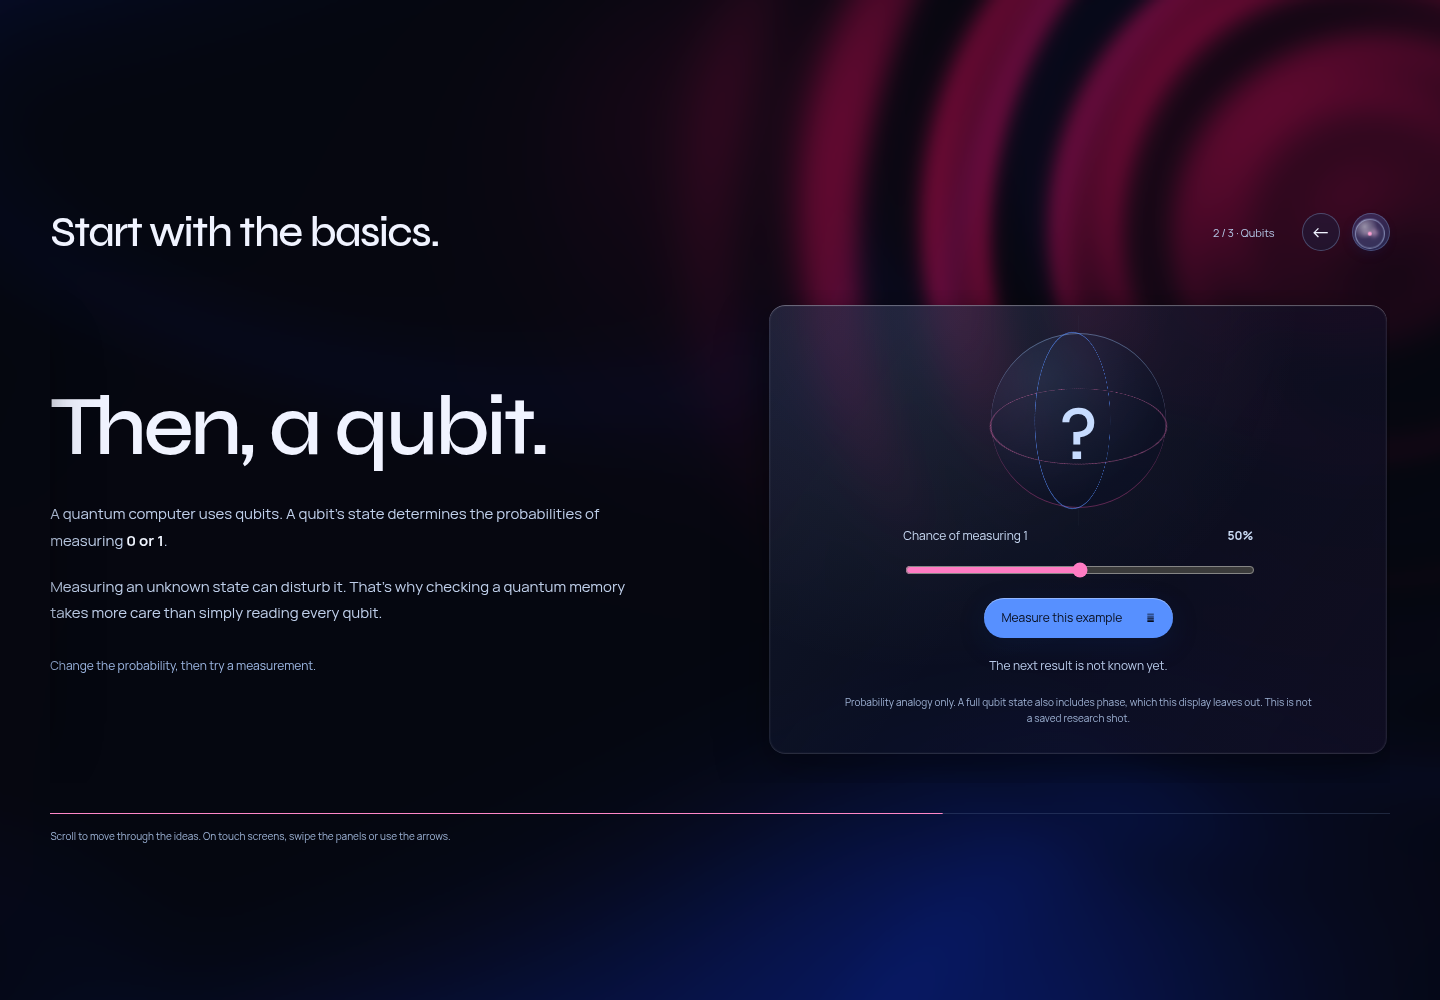 Start with the basics.
2 / 3 · Qubits
Then, a qubit.
A quantum computer uses qubits. A qubit's state determines the probabilities of
measuring 0 or 1.
Measuring an unknown state can disturb it. That's why checking a quantum memory
takes more care than simply reading every qubit.
Change the probability, then try a measurement.
?
Chance of measuring 1 50%
Measure this example
The next result is not known yet.
Probability analogy only. A full qubit state also includes phase, which this display leaves out. This is not
a saved research shot.
Scroll to move through the ideas. On touch screens, swipe the panels or use the arrows.